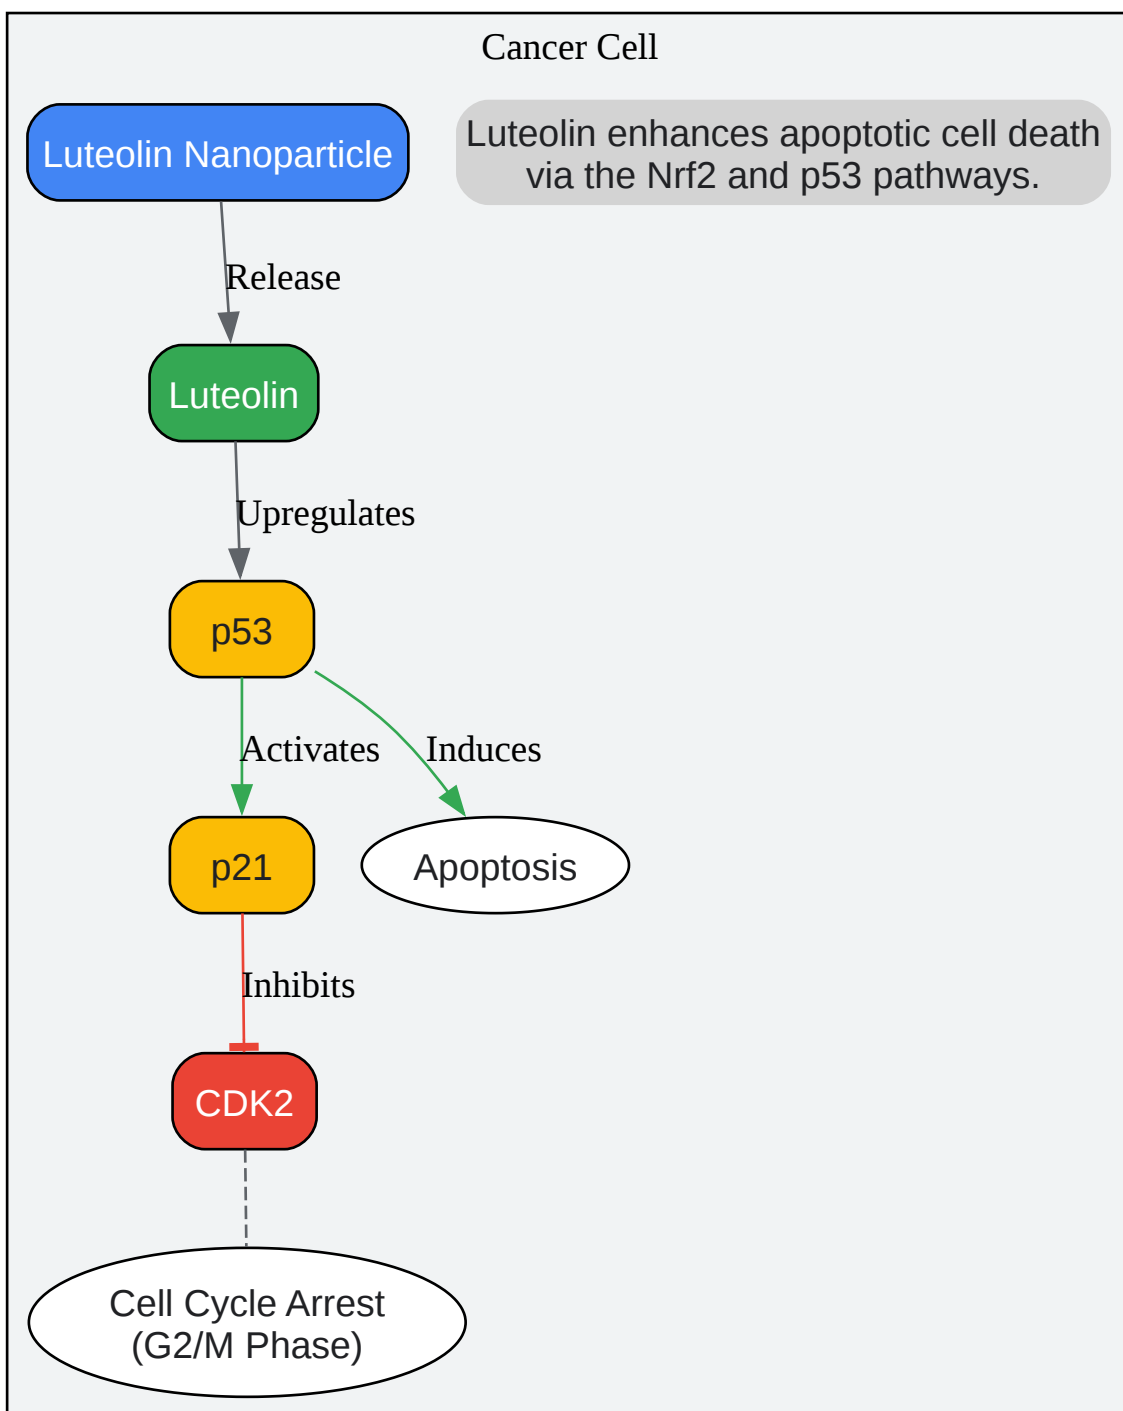 Cancer Cell
Luteolin Nanoparticle
Luteolin enhances apoptotic cell death
via the Nrf2 and p53 pathways.
Release
Luteolin
Upregulates
p53
Activates
Induces
p21
Apoptosis
Inhibits
CDK2
Cell Cycle Arrest
(G2/M Phase)